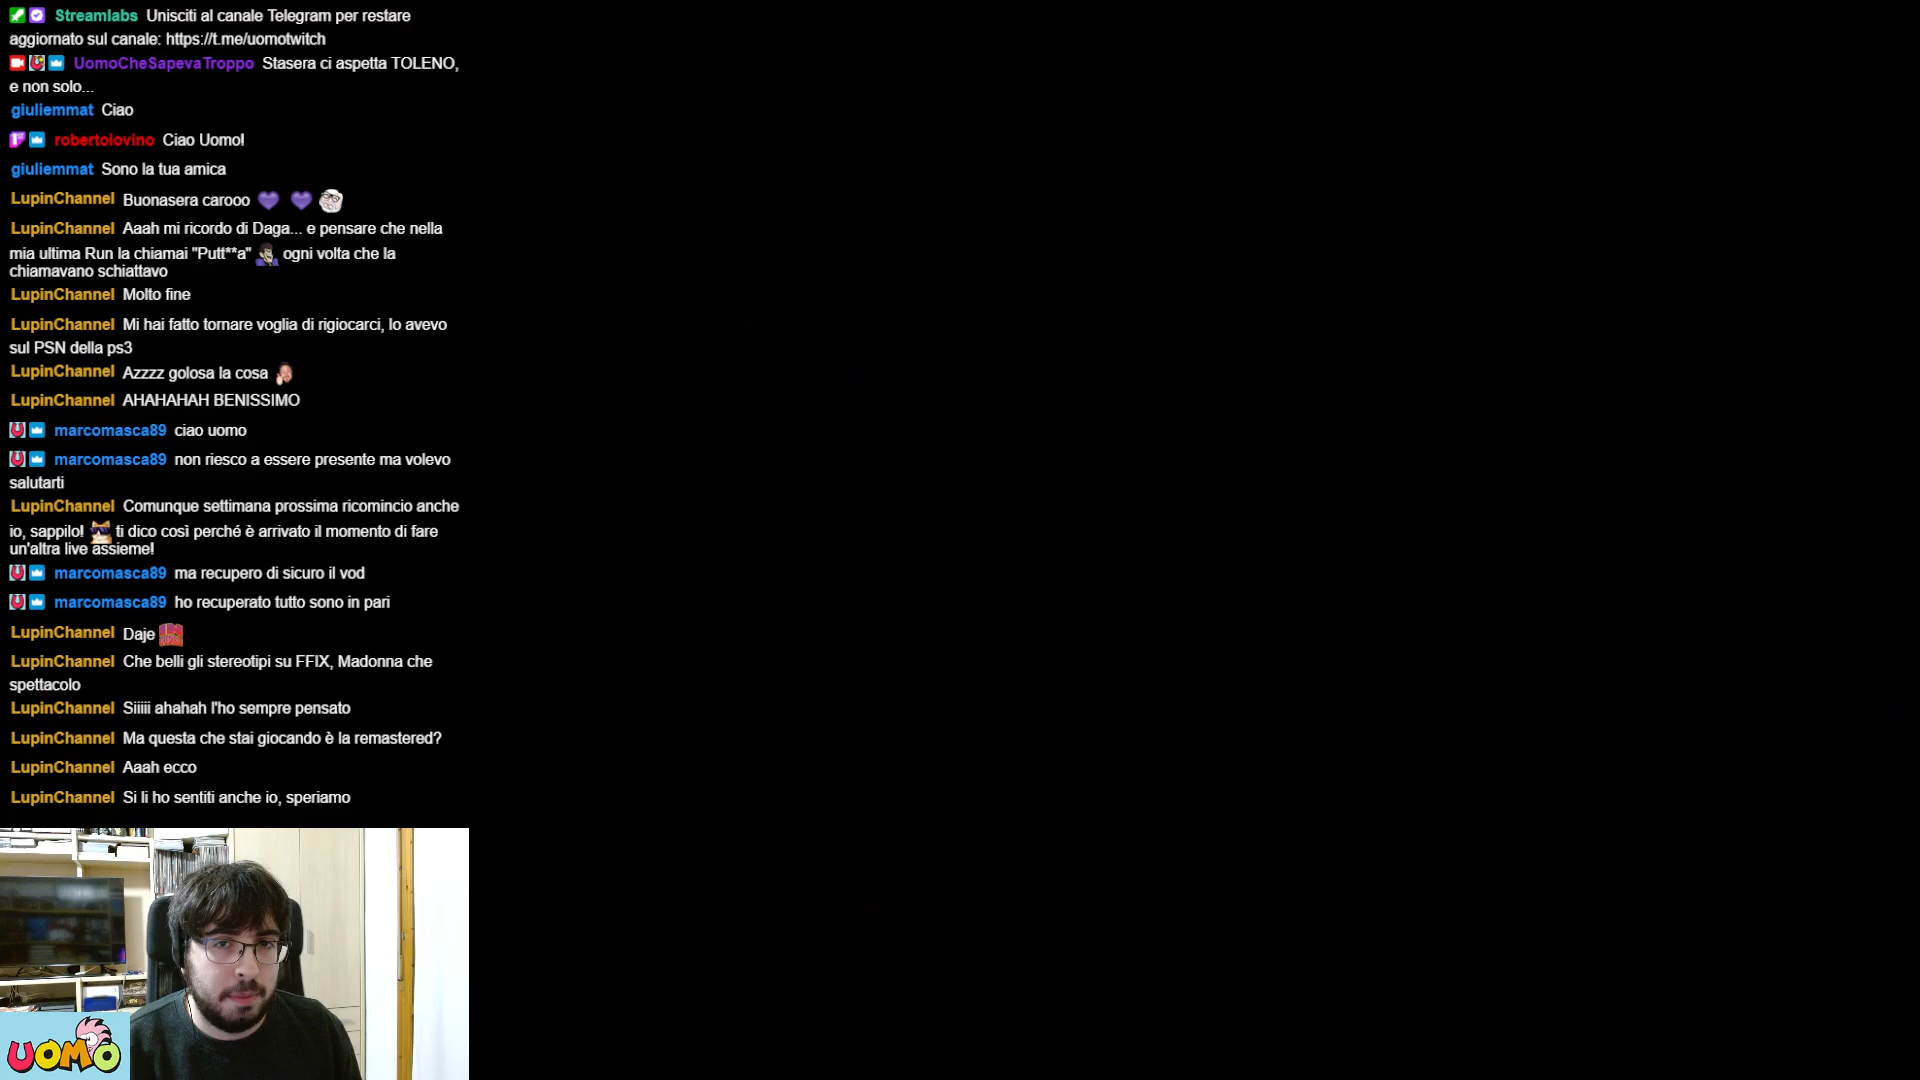 Streamlabs Unisciti al canale Telegram per restare
aggiornato sul canale: https://t.me/uomotwitch
UomoCheSapevaTroppo Stasera ci aspetta TOLENO,
e non solo...
giuliemmat Ciao
robertoiovino Ciao Uomo!
giuliemmat Sono la tua amica
LupinChannel Buonasera carooo
LupinChannel Aaah mi ricordo di Daga... e pensare che nella
mia ultima Run la chiamai "Putt**a" ogni volta che la
chiamavano schiattavo
LupinChannel Molto fine
LupinChannel Mi hai fatto tornare voglia di rigiocarci, lo avevo
sul PSN della ps3
LupinChannel Azzzz golosa la cosa
LupinChannel AHAHAHAH BENISSIMO
marcomasca89 ciao uomo
marcomasca89 non riesco a essere presente ma volevo
salutarti
LupinChannel Comunque settimana prossima ricomincio anche
io, sappilo! ti dico così perché è arrivato il momento di fare
un'altra live assieme!
marcomasca89 ma recupero di sicuro il vod
marcomasca89 ho recuperato tutto sono in pari
LupinChannel Daje
LupinChannel Che belli gli stereotipi su FFIX, Madonna che
spettacolo
LupinChannel Siiiii ahahah l'ho sempre pensato
LupinChannel Ma questa che stai giocando è la remastered?
LupinChannel Aaah ecco
LupinChannel Si li ho sentiti anche io, speriamo
UOMO